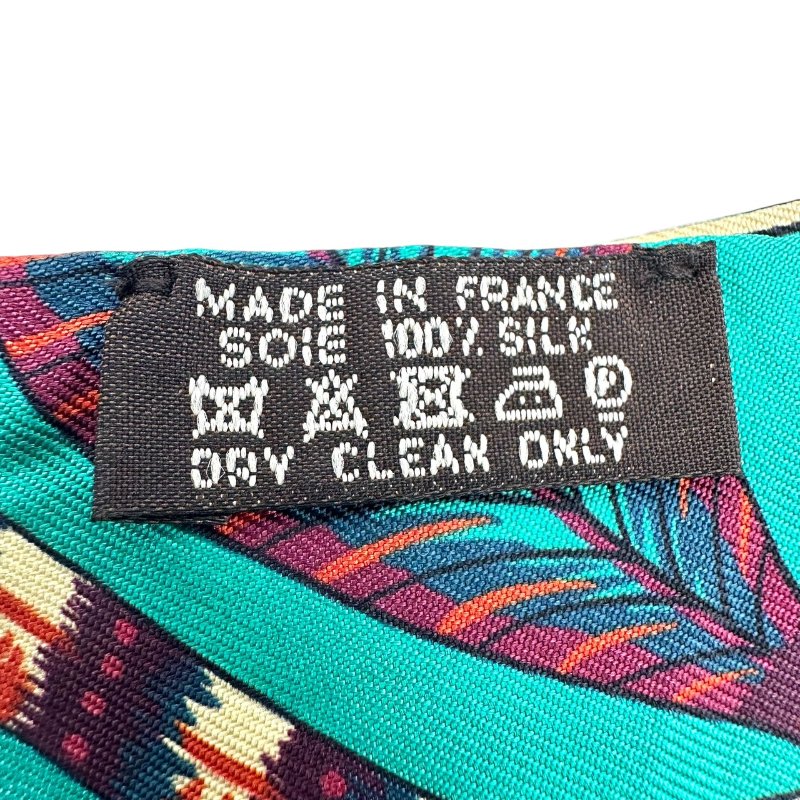 MADE IN FRANCE
SOIE 100% SILK
P
DRY CLEAN ONLY